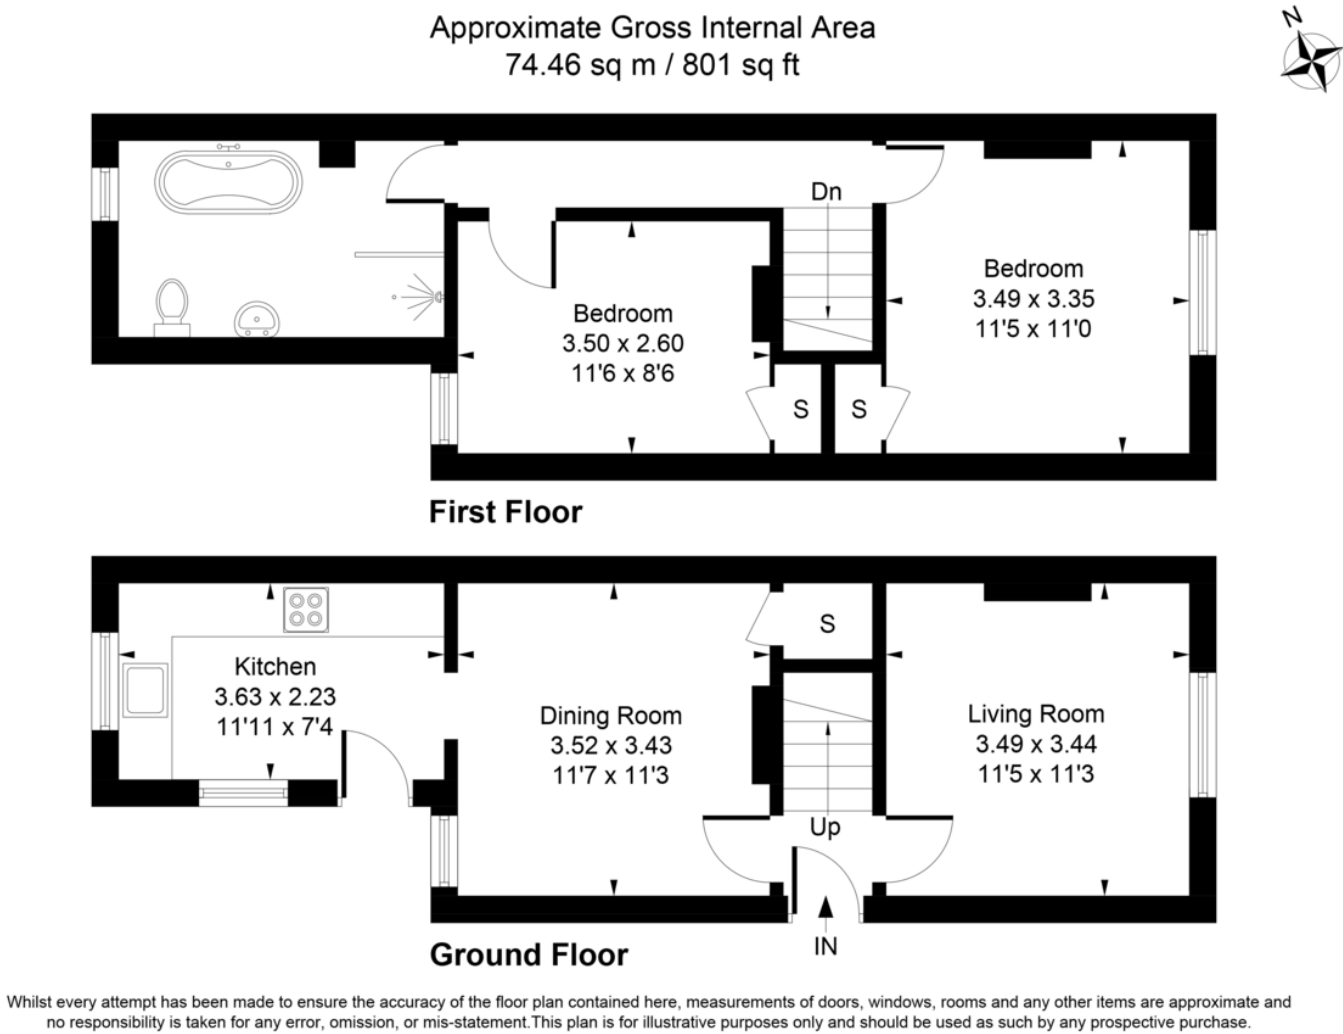 Approximate Gross Internal Area
74.46 sq m / 801 sq ft
N
Dn
Bedroom
3.50 x 2.60
11'6 x 8'6
Bedroom
3.49 x 3.35
11'5 x 11'0
S
S
First Floor
Kitchen
3.63 x 2.23
11'11 x 7'4
Dining Room
3.52 x 3.43
11'7 x 11'3
S
Living Room
3.49 x 3.44
11'5 x 11'3
Up
IN
Ground Floor
Whilst every attempt has been made to ensure the accuracy of the floor plan contained here, measurements of doors, windows, rooms and any other items are approximate and
no responsibility is taken for any error, omission, or mis-statement.This plan is for illustrative purposes only and should be used as such by any prospective purchase.